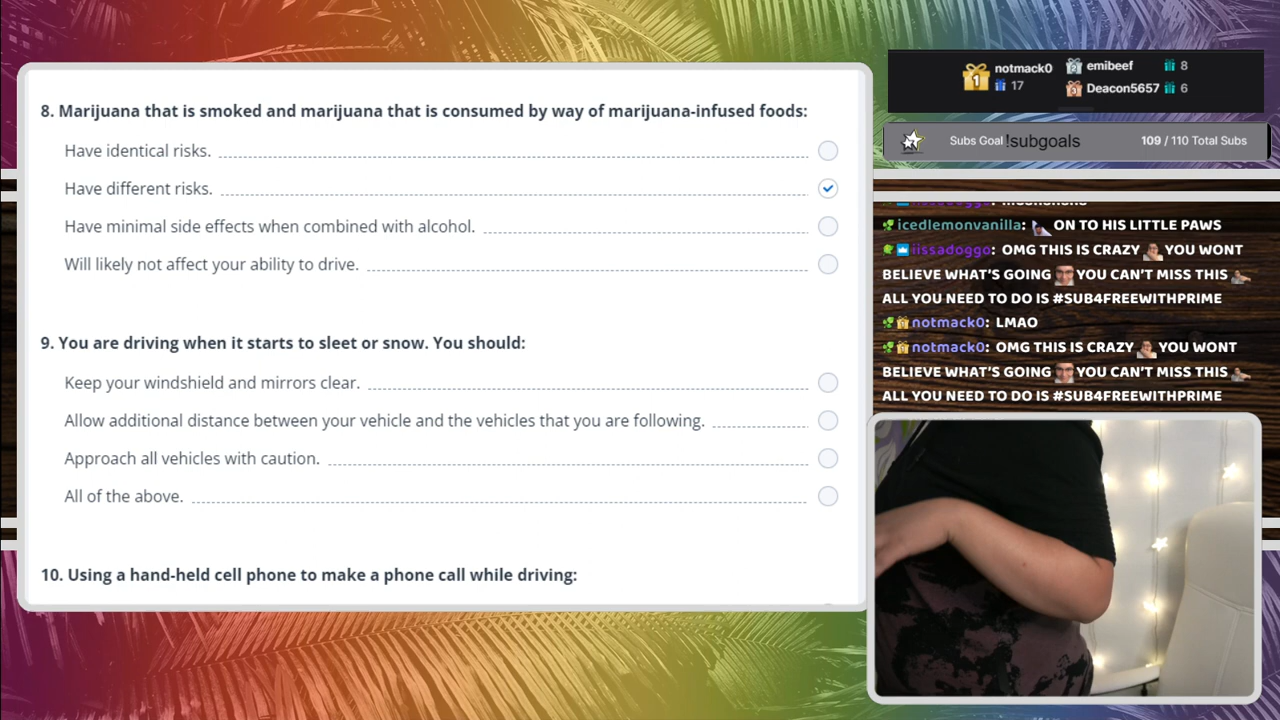 8. Marijuana that is smoked and marijuana that is consumed by way of marijuana-infused foods:
Have identical risks.
Have different risks.
Have minimal side effects when combined with alcohol.
Will likely not affect your ability to drive.
9. You are driving when it starts to sleet or snow. You should:
Keep your windshield and mirrors clear.
Allow additional distance between your vehicle and the vehicles that you are following.
Approach all vehicles with caution.
All of the above.
10. Using a hand-held cell phone to make a phone call while driving:
1 notmack0 17
2 emibeef 8
3 Deacon5657 6
Subs Goal !subgoals 109 / 110 Total Subs
icedlemonvanilla: ON TO HIS LITTLE PAWS
iissadoggo: OMG THIS IS CRAZY YOU WONT
BELIEVE WHAT'S GOING YOU CAN'T MISS THIS
ALL YOU NEED TO DO IS #SUB4FREEWITHPRIME
notmack0: LMAO
notmack0: OMG THIS IS CRAZY YOU WONT
BELIEVE WHAT'S GOING YOU CAN'T MISS THIS
ALL YOU NEED TO DO IS #SUB4FREEWITHPRIME